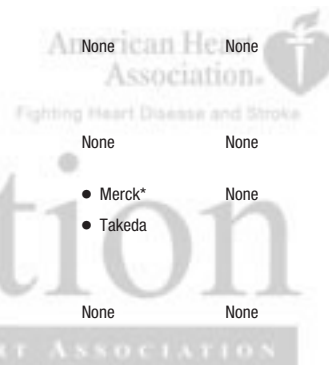 American Heart
None None
Association®
Fighting Heart Disease and Stroke
None None
● Merck* None
● Takeda
tion
None None
RT ASSOCIATION